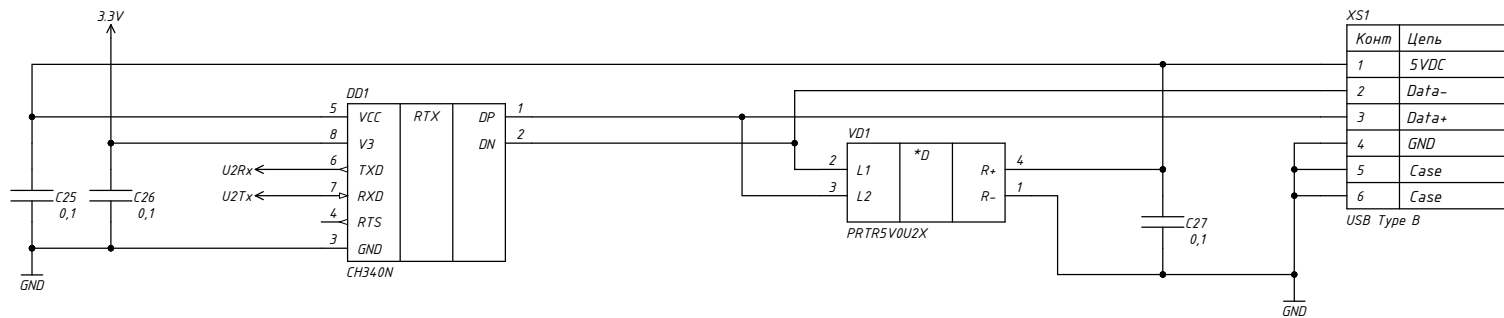 3.3V
XS1
Конт Цепь
1 5VDC
2 Data-
3 Data+
4 GND
5 Case
6 Case
USB Type B
DD1
5 VCC RTX DP 1
8 V3 DN 2
6 TXD
7 RXD
4 RTS
3 GND
CH340N
U2Rx
U2Tx
C25
0,1
C26
0,1
GND
VD1
2 L1 *D R+ 4
3 L2 R- 1
PRTR5V0U2X
C27
0,1
GND